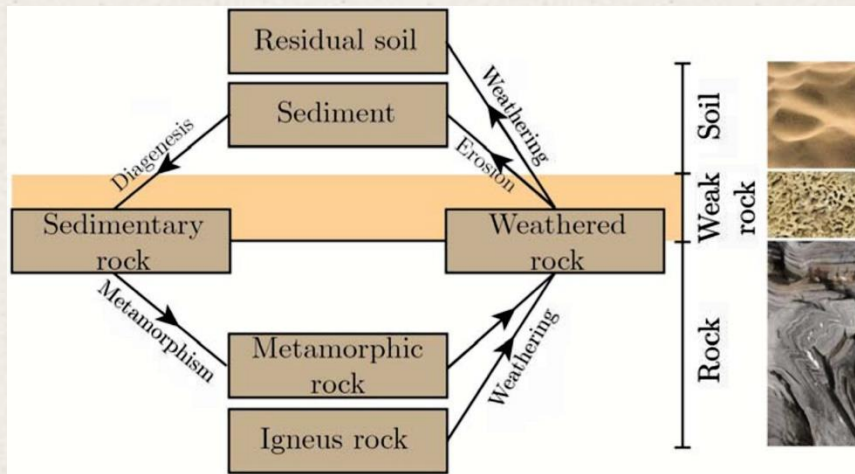 Residual soil
Sediment
Weathering
Erosion
Diagenesis
Soil
Weak
rock
Sedimentary
rock
Weathered
rock
Metamorphism
Metamorphic
rock
Weathering
Igneus rock
Rock